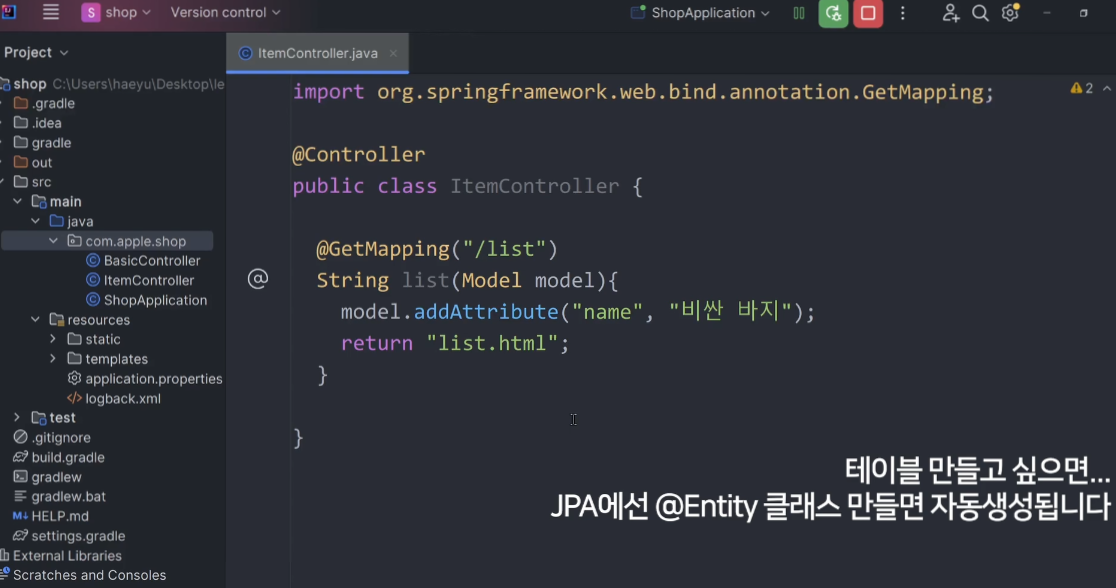 S shop Version control ShopApplication
Project
ItemController.java
shop C:\Users\haeyu\Desktop\le
.gradle
.idea
gradle
out
src
main
java
com.apple.shop
BasicController
ItemController
ShopApplication
resources
static
templates
application.properties
logback.xml
test
.gitignore
build.gradle
gradlew
gradlew.bat
HELP.md
settings.gradle
External Libraries
Scratches and Consoles
import org.springframework.web.bind.annotation.GetMapping;
2
@Controller
public class ItemController {
@GetMapping("/list")
String list(Model model){
model.addAttribute("name", "비싼 바지");
return "list.html";
}
}
테이블 만들고 싶으면...
JPA에선 @Entity 클래스 만들면 자동생성됩니다